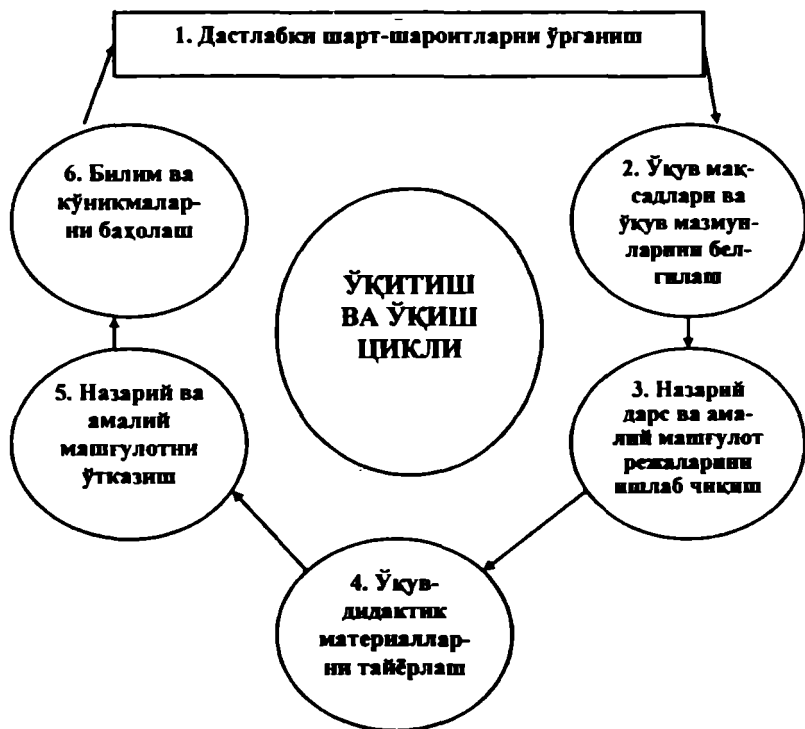 1. Дастлабки шарт-шароитларни ўрганиш
2. Ўқув мақ-
садлари ва
ўқув мазмун-
ларини бел-
гилаш
3. Назарий
дарс ва ама-
лий машғулот
режаларини
ишлаб чиқиш
4. Ўқув-
дидактик
материаллар-
ни тайёрлаш
5. Назарий ва
амалий
машғулотни
ўтказиш
6. Билим ва
кўникмалар-
ни баҳолаш
ЎҚИТИШ
ВА ЎҚИШ
ЦИКЛИ